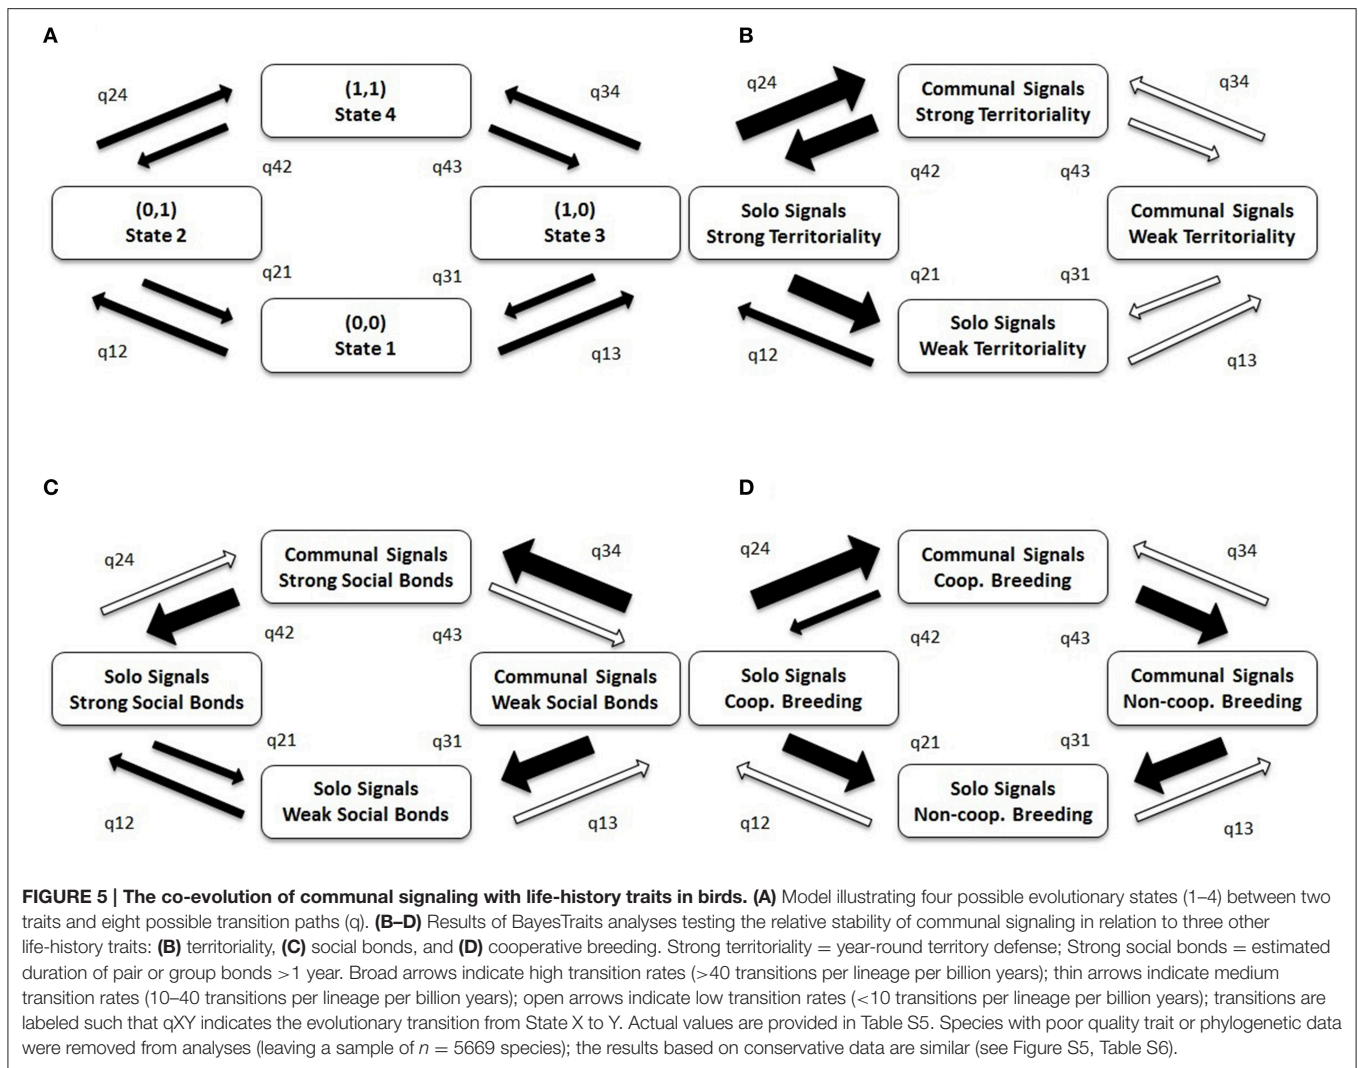 A
q24
(1,1)
State 4
q34
q42
q43
(0,1)
State 2
(1,0)
State 3
q21
q31
(0,0)
State 1
q12
q13
B
q24
Communal Signals
Strong Territoriality
q34
q42
q43
Solo Signals
Strong Territoriality
Communal Signals
Weak Territoriality
q21
q31
Solo Signals
Weak Territoriality
q12
q13
C
q24
Communal Signals
Strong Social Bonds
q34
q42
q43
Solo Signals
Strong Social Bonds
Communal Signals
Weak Social Bonds
q21
q31
Solo Signals
Weak Social Bonds
q12
q13
D
q24
Communal Signals
Coop. Breeding
q34
q42
q43
Solo Signals
Coop. Breeding
Communal Signals
Non-coop. Breeding
q21
q31
Solo Signals
Non-coop. Breeding
q12
q13
FIGURE 5 | The co-evolution of communal signaling with life-history traits in birds. (A) Model illustrating four possible evolutionary states (1–4) between two
traits and eight possible transition paths (q). (B–D) Results of BayesTraits analyses testing the relative stability of communal signaling in relation to three other
life-history traits: (B) territoriality, (C) social bonds, and (D) cooperative breeding. Strong territoriality = year-round territory defense; Strong social bonds = estimated
duration of pair or group bonds >1 year. Broad arrows indicate high transition rates (>40 transitions per lineage per billion years); thin arrows indicate medium
transition rates (10–40 transitions per lineage per billion years); open arrows indicate low transition rates (<10 transitions per lineage per billion years); transitions are
labeled such that qXY indicates the evolutionary transition from State X to Y. Actual values are provided in Table S5. Species with poor quality trait or phylogenetic data
were removed from analyses (leaving a sample of n = 5669 species); the results based on conservative data are similar (see Figure S5, Table S6).